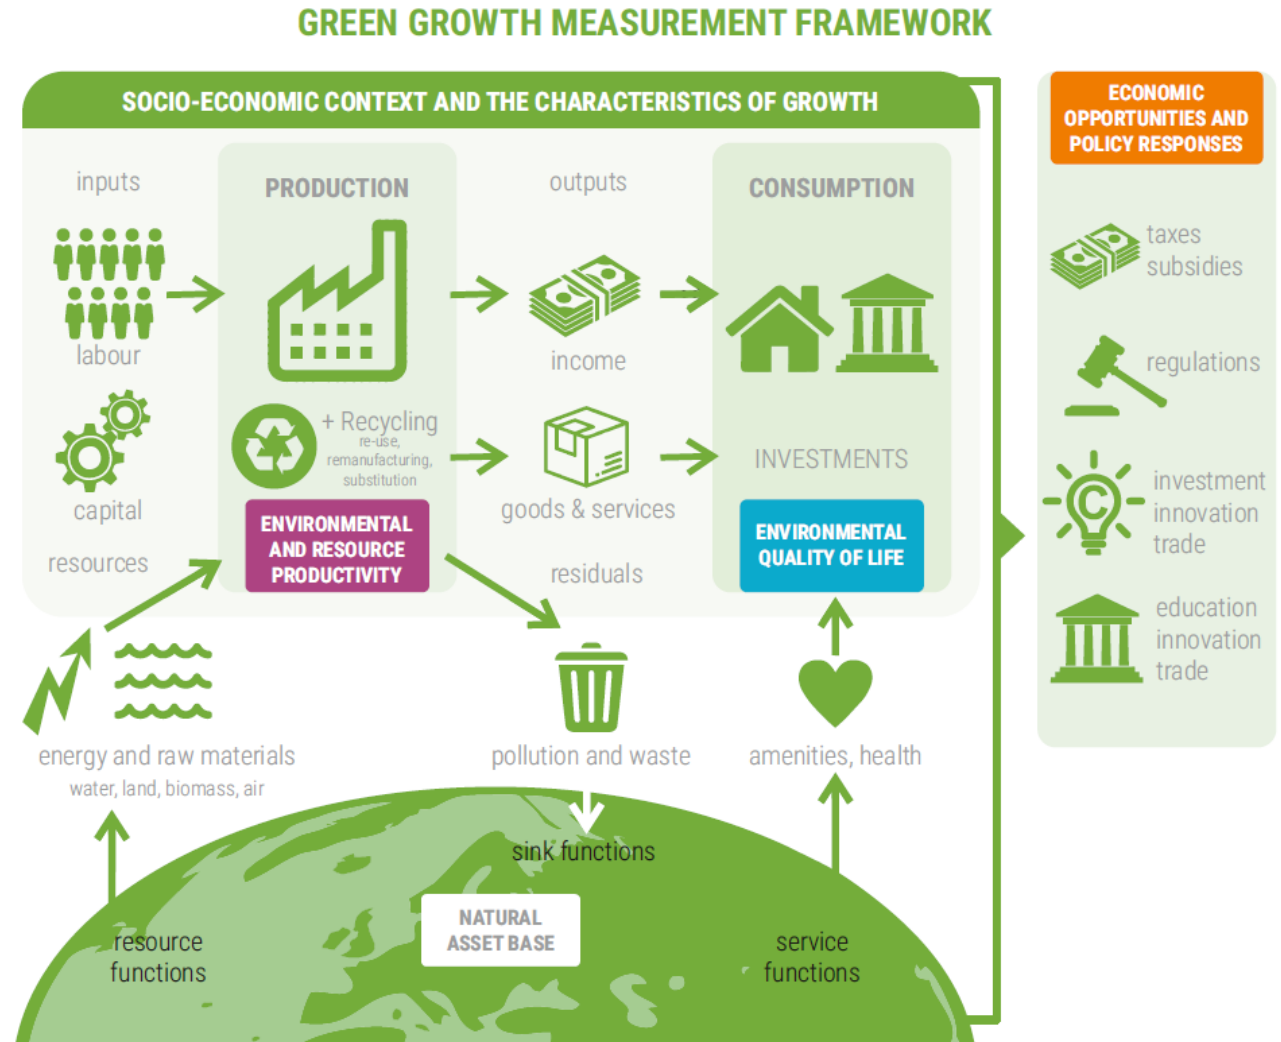 GREEN GROWTH MEASUREMENT FRAMEWORK
SOCIO-ECONOMIC CONTEXT AND THE CHARACTERISTICS OF GROWTH
inputs
labour
capital
resources
PRODUCTION
+ Recycling
re-use,
remanufacturing,
substitution
ENVIRONMENTAL
AND RESOURCE
PRODUCTIVITY
outputs
income
goods & services
residuals
CONSUMPTION
INVESTMENTS
ENVIRONMENTAL
QUALITY OF LIFE
energy and raw materials
water, land, biomass, air
pollution and waste
amenities, health
sink functions
resource
functions
NATURAL
ASSET BASE
service
functions
ECONOMIC
OPPORTUNITIES AND
POLICY RESPONSES
taxes
subsidies
regulations
C
investment
innovation
trade
education
innovation
trade